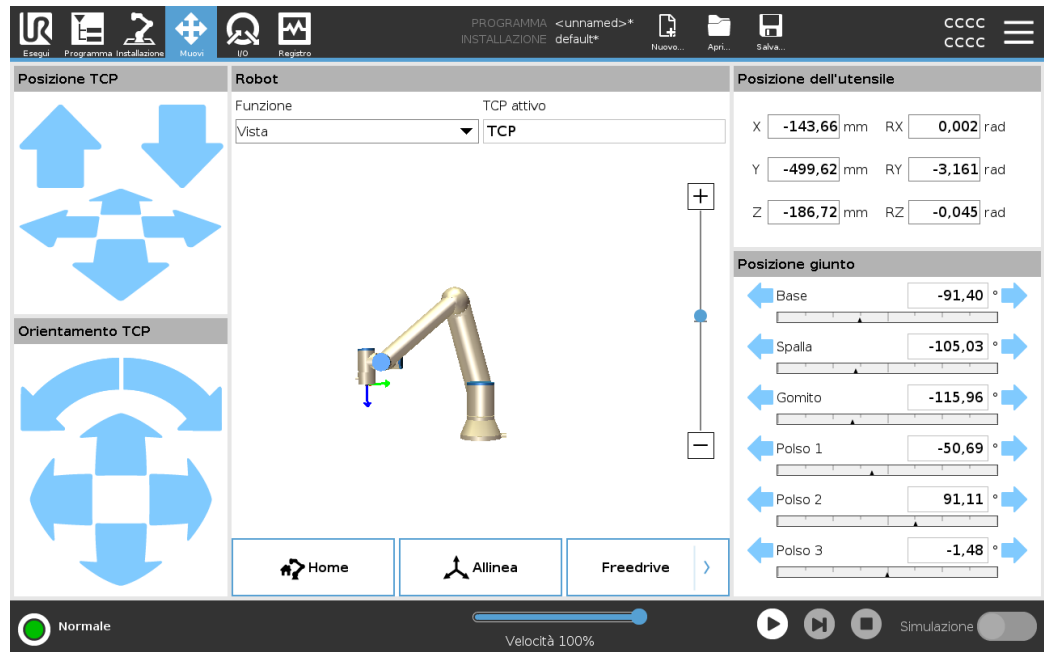 UR
Esegui
Programma
Installazione
Muovi
I/O
Registro
PROGRAMMA <unnamed>*
INSTALLAZIONE default*
Nuovo...
Apri...
Salva...
CCCC
CCCC
Posizione TCP
Orientamento TCP
Robot
Funzione
TCP attivo
Vista
TCP
+
−
Home
Allinea
Freedrive
Posizione dell'utensile
X -143,66 mm RX 0,002 rad
Y -499,62 mm RY -3,161 rad
Z -186,72 mm RZ -0,045 rad
Posizione giunto
Base -91,40 °
Spalla -105,03 °
Gomito -115,96 °
Polso 1 -50,69 °
Polso 2 91,11 °
Polso 3 -1,48 °
Normale
Velocità 100%
Simulazione